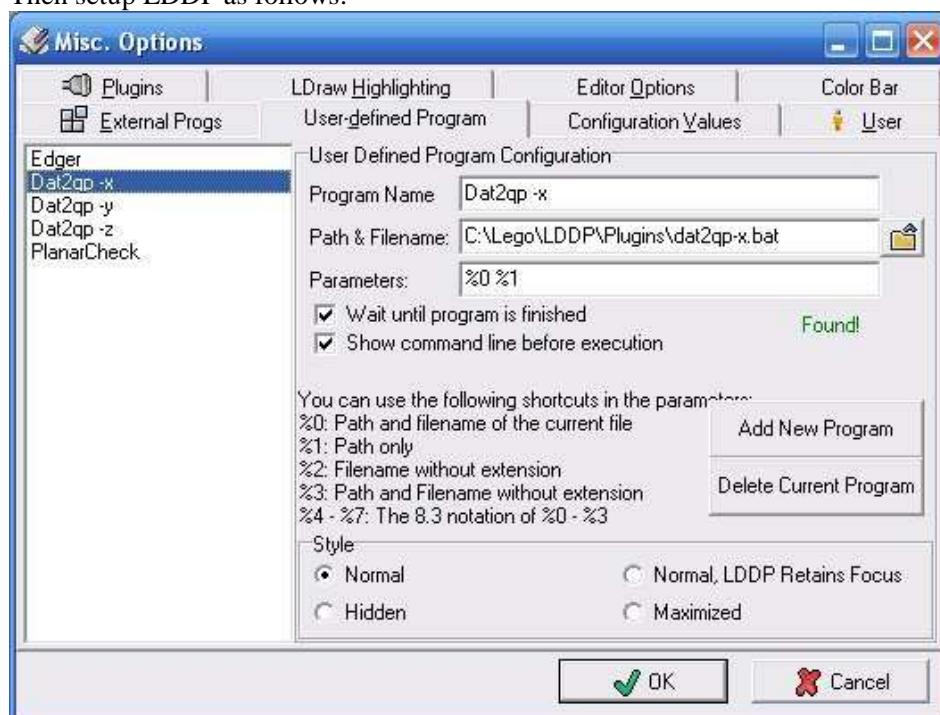 Then setup LDDP as follows:
Misc. Options
Plugins
LDraw Highlighting
Editor Options
Color Bar
External Progs
User-defined Program
Configuration Values
User
Edger
Dat2qp -x
Dat2qp -y
Dat2qp -z
PlanarCheck
User Defined Program Configuration
Program Name
Dat2qp -x
Path & Filename:
C:\Lego\LDDP\Plugins\dat2qp-x.bat
Parameters:
%0 %1
Wait until program is finished
Show command line before execution
Found!
You can use the following shortcuts in the parameters:
%0: Path and filename of the current file
%1: Path only
%2: Filename without extension
%3: Path and Filename without extension
%4 - %7: The 8.3 notation of %0 - %3
Add New Program
Delete Current Program
Style
Normal
Normal, LDDP Retains Focus
Hidden
Maximized
OK
Cancel